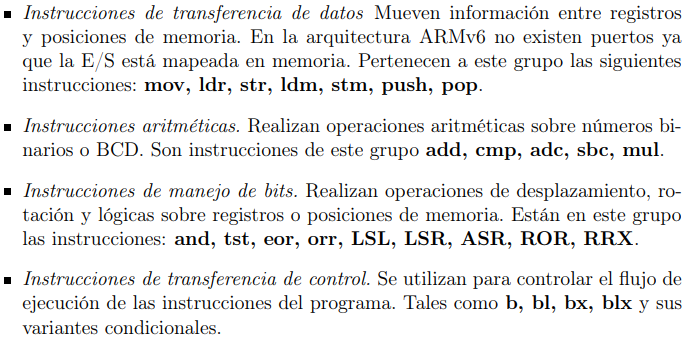 ▪ Instrucciones de transferencia de datos Mueven información entre registros
y posiciones de memoria. En la arquitectura ARMv6 no existen puertos ya
que la E/S está mapeada en memoria. Pertenecen a este grupo las siguientes
instrucciones: mov, ldr, str, ldm, stm, push, pop.
▪ Instrucciones aritméticas. Realizan operaciones aritméticas sobre números bi-
narios o BCD. Son instrucciones de este grupo add, cmp, adc, sbc, mul.
▪ Instrucciones de manejo de bits. Realizan operaciones de desplazamiento, ro-
tación y lógicas sobre registros o posiciones de memoria. Están en este grupo
las instrucciones: and, tst, eor, orr, LSL, LSR, ASR, ROR, RRX.
▪ Instrucciones de transferencia de control. Se utilizan para controlar el flujo de
ejecución de las instrucciones del programa. Tales como b, bl, bx, blx y sus
variantes condicionales.